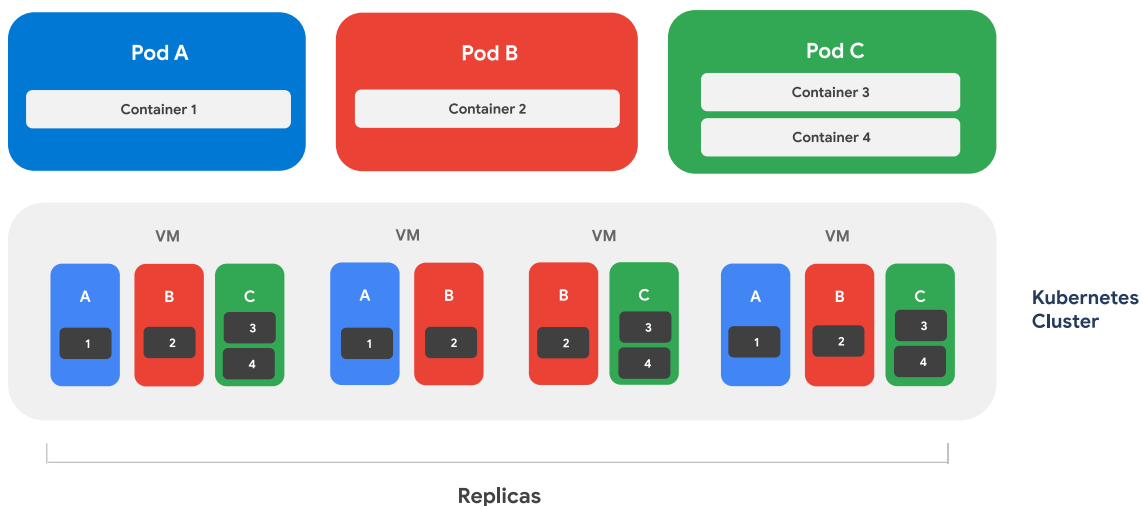 Pod A
Container 1
Pod B
Container 2
Pod C
Container 3
Container 4
VM
A
1
B
2
C
3
4
VM
A
1
B
2
VM
B
2
C
3
4
VM
A
1
B
2
C
3
4
Kubernetes
Cluster
Replicas